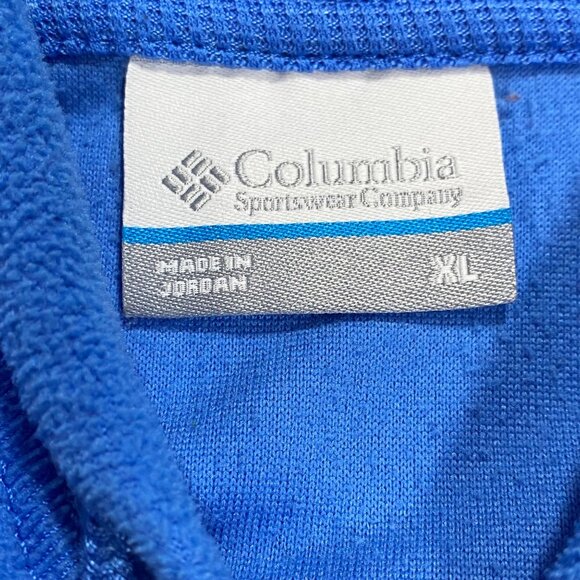 Columbia
Sportswear Company
MADE IN
JORDAN
XL